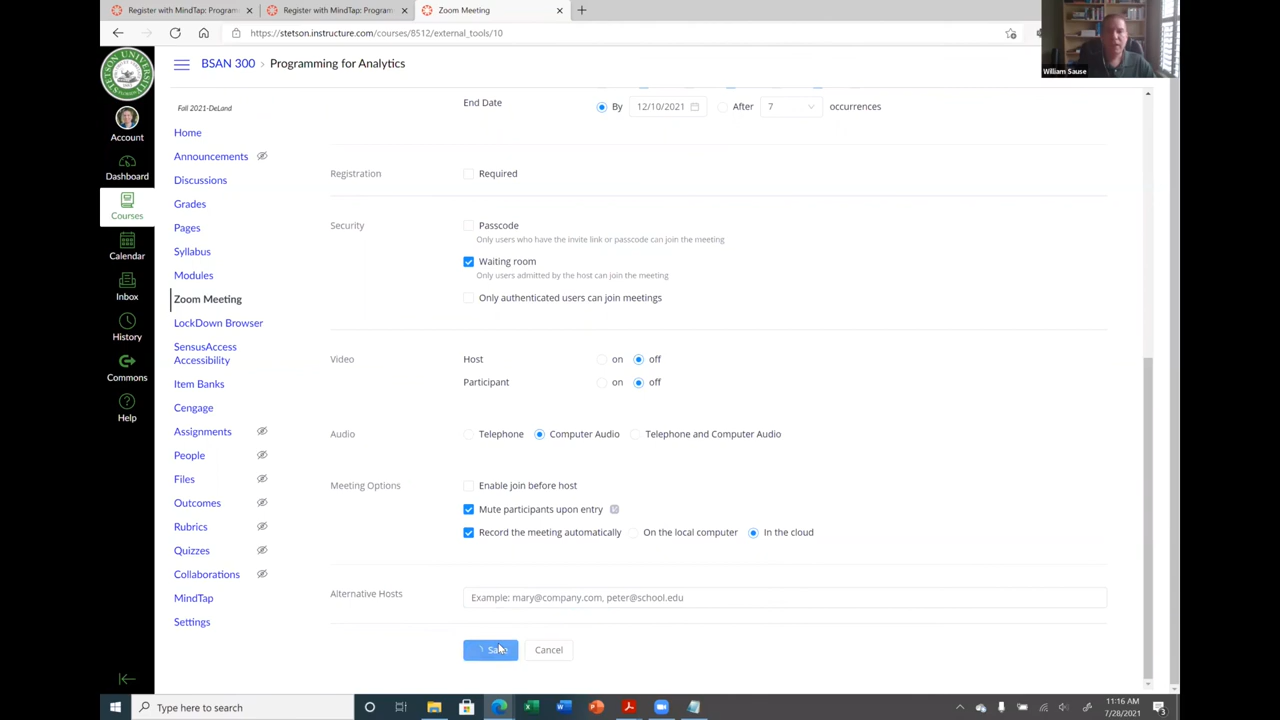 Register with MindTap: Program
Register with MindTap: Program
Zoom Meeting
https://stetson.instructure.com/courses/8512/external_tools/10
William Sause
STETSON UNIVERSITY
BSAN 300 > Programming for Analytics
Fall 2021-DeLand
Account
Dashboard
Courses
Calendar
Inbox
History
Commons
Help
Home
Announcements
Discussions
Grades
Pages
Syllabus
Modules
Zoom Meeting
LockDown Browser
SensusAccess
Accessibility
Item Banks
Cengage
Assignments
People
Files
Outcomes
Rubrics
Quizzes
Collaborations
MindTap
Settings
End Date By 12/10/2021 After 7 occurrences
Registration Required
Security Passcode
Only users who have the invite link or passcode can join the meeting
Waiting room
Only users admitted by the host can join the meeting
Only authenticated users can join meetings
Video Host on off
Participant on off
Audio Telephone Computer Audio Telephone and Computer Audio
Meeting Options Enable join before host
Mute participants upon entry
Record the meeting automatically On the local computer In the cloud
Alternative Hosts Example: mary@company.com, peter@school.edu
Save Cancel
Type here to search
11:16 AM
7/28/2021
3